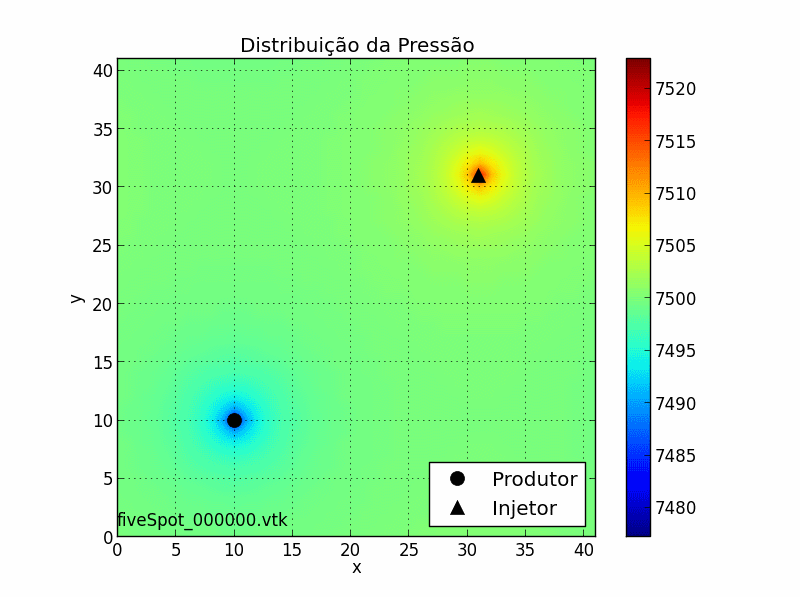 Distribuição da Pressão
40
35
30
25
20
15
10
5
0
y
0 5 10 15 20 25 30 35 40
x
fiveSpot_000000.vtk
Produtor
Injetor
7520
7515
7510
7505
7500
7495
7490
7485
7480